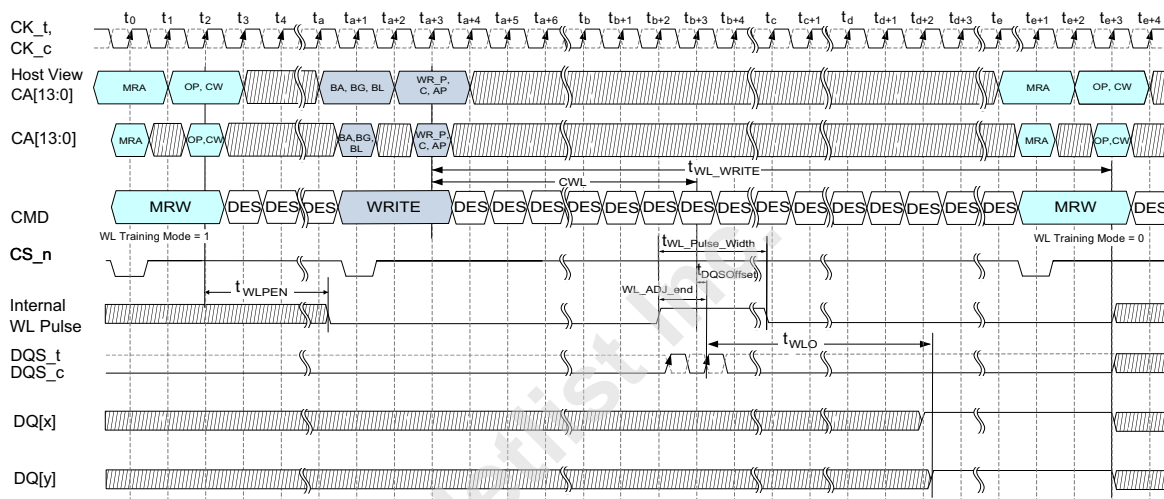 t0 t1 t2 t3 t4 ta ta+1 ta+2 ta+3 ta+4 ta+5 ta+6 tb tb+1 tb+2 tb+3 tb+4 tc tc+1 td td+1 td+2 td+3 te te+1 te+2 te+3 te+4
CK_t,
CK_c
Host View
CA[13:0]
MRA OP, CW BA, BG, BL WR_P, C, AP MRA OP, CW
CA[13:0]
MRA OP,CW BA,BG, BL WR_P, C, AP MRA OP,CW
tWL_WRITE
CWL
CMD
MRW DES DES DES WRITE DES DES DES DES DES DES DES DES DES DES DES DES DES DES DES MRW DES
WL Training Mode = 1
WL Training Mode = 0
tWL_Pulse_Width
CS_n
tDQSOffset
tWLPEN
WL_ADJ_end
Internal
WL Pulse
tWLO
DQS_t
DQS_c
DQ[x]
DQ[y]
etlist Inc.